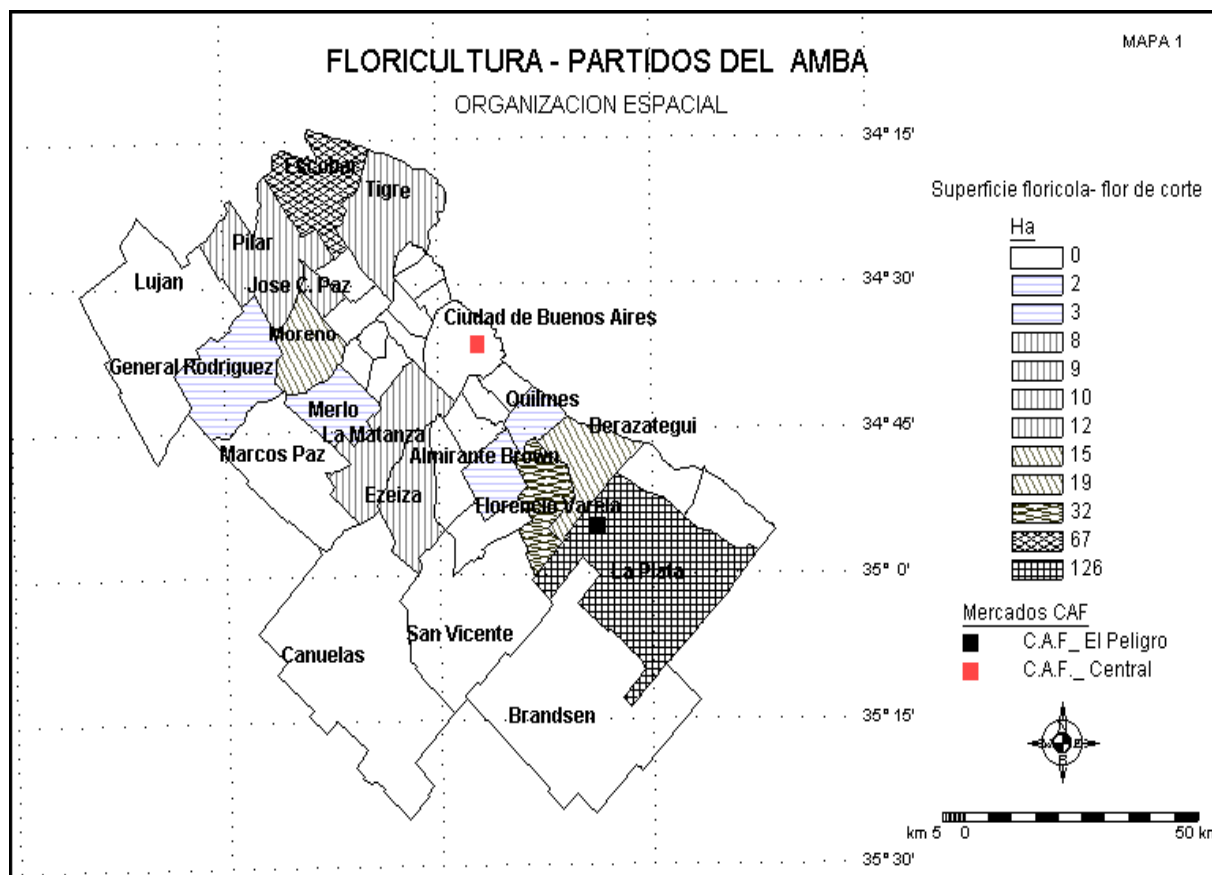 MAPA 1
FLORICULTURA - PARTIDOS DEL AMBA
ORGANIZACION ESPACIAL
34° 15'
34° 30'
34° 45'
35° 0'
35° 15'
35° 30'
Escobar
Tigre
Pilar
Lujan
Jose C. Paz
Moreno
Ciudad de Buenos Aires
General Rodriguez
Merlo
Quilmes
La Matanza
Berazategui
Marcos Paz
Almirante Brown
Ezeiza
Florencio Varela
La Plata
San Vicente
Canuelas
Brandsen
Superficie floricola- flor de corte
Ha
0
2
3
8
9
10
12
15
19
32
67
126
Mercados CAF
C.A.F_ El Peligro
C.A.F._ Central
N
E
km 5 0 50 km